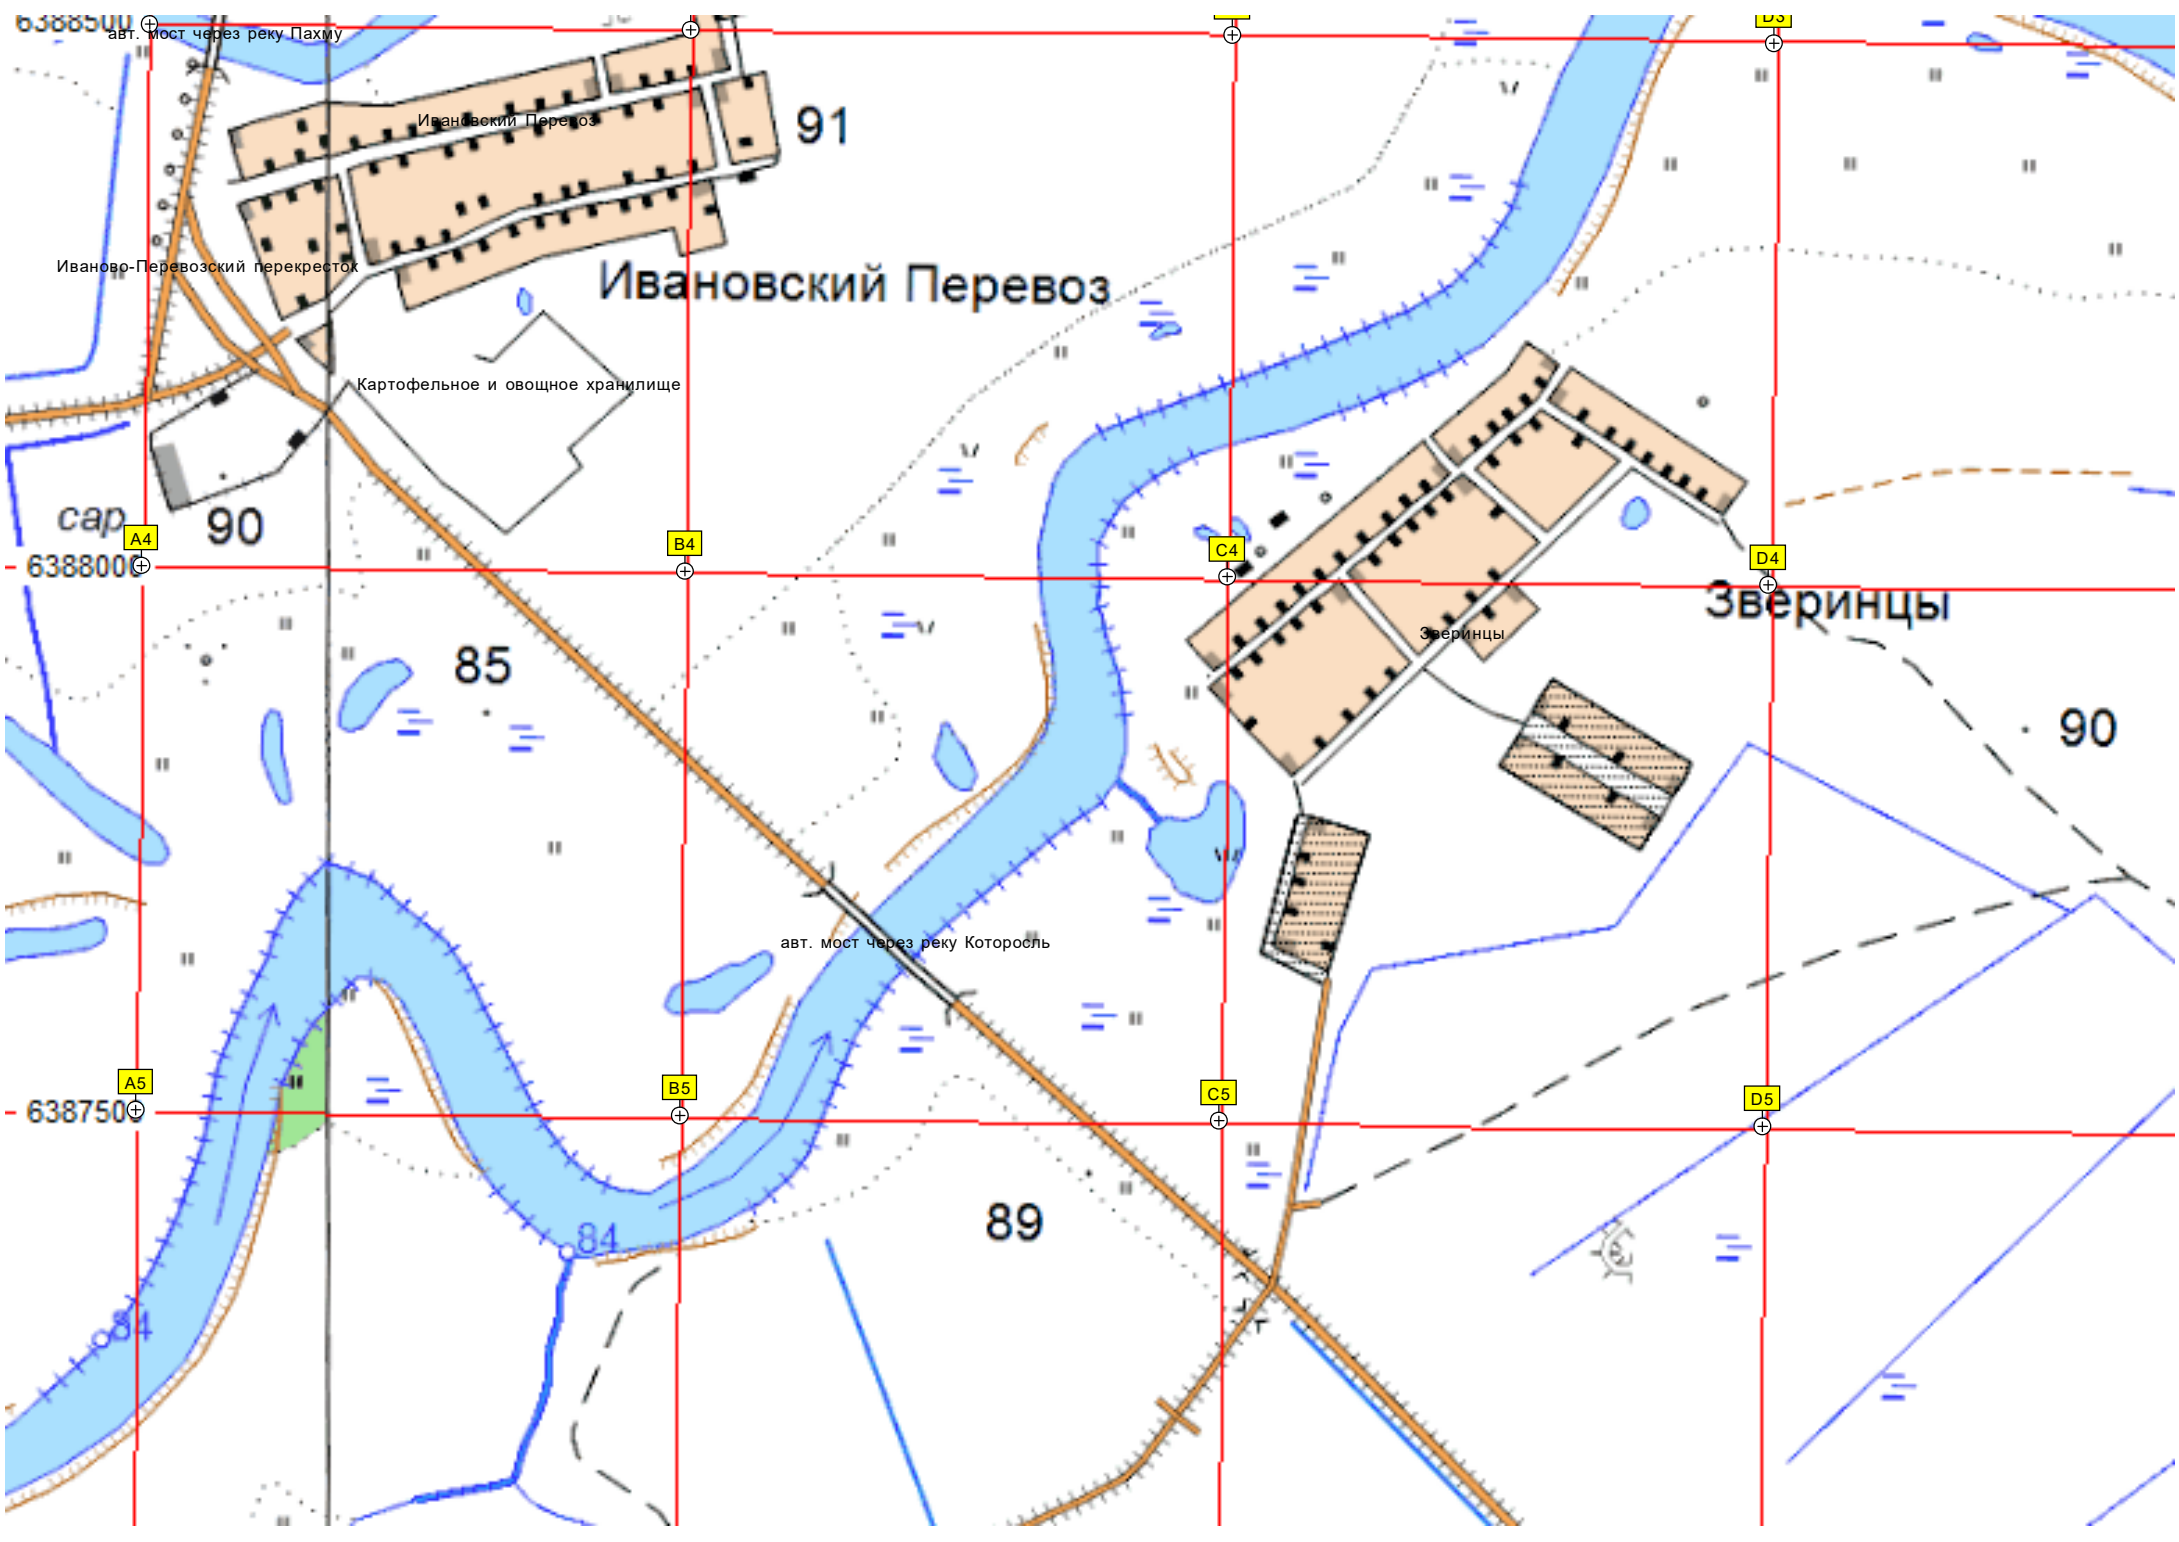 6388500
авт. мост через реку Пахму
D3
Ивановский Перевоз
91
Иваново-Перевозский перекресток
Ивановский Перевоз
Картофельное и овощное хранилище
сар.
90
A4
B4
C4
D4
6388000
Зверинцы
Зверинцы
85
90
авт. мост через реку Которосль
A5
B5
C5
D5
6387500
89
84
84